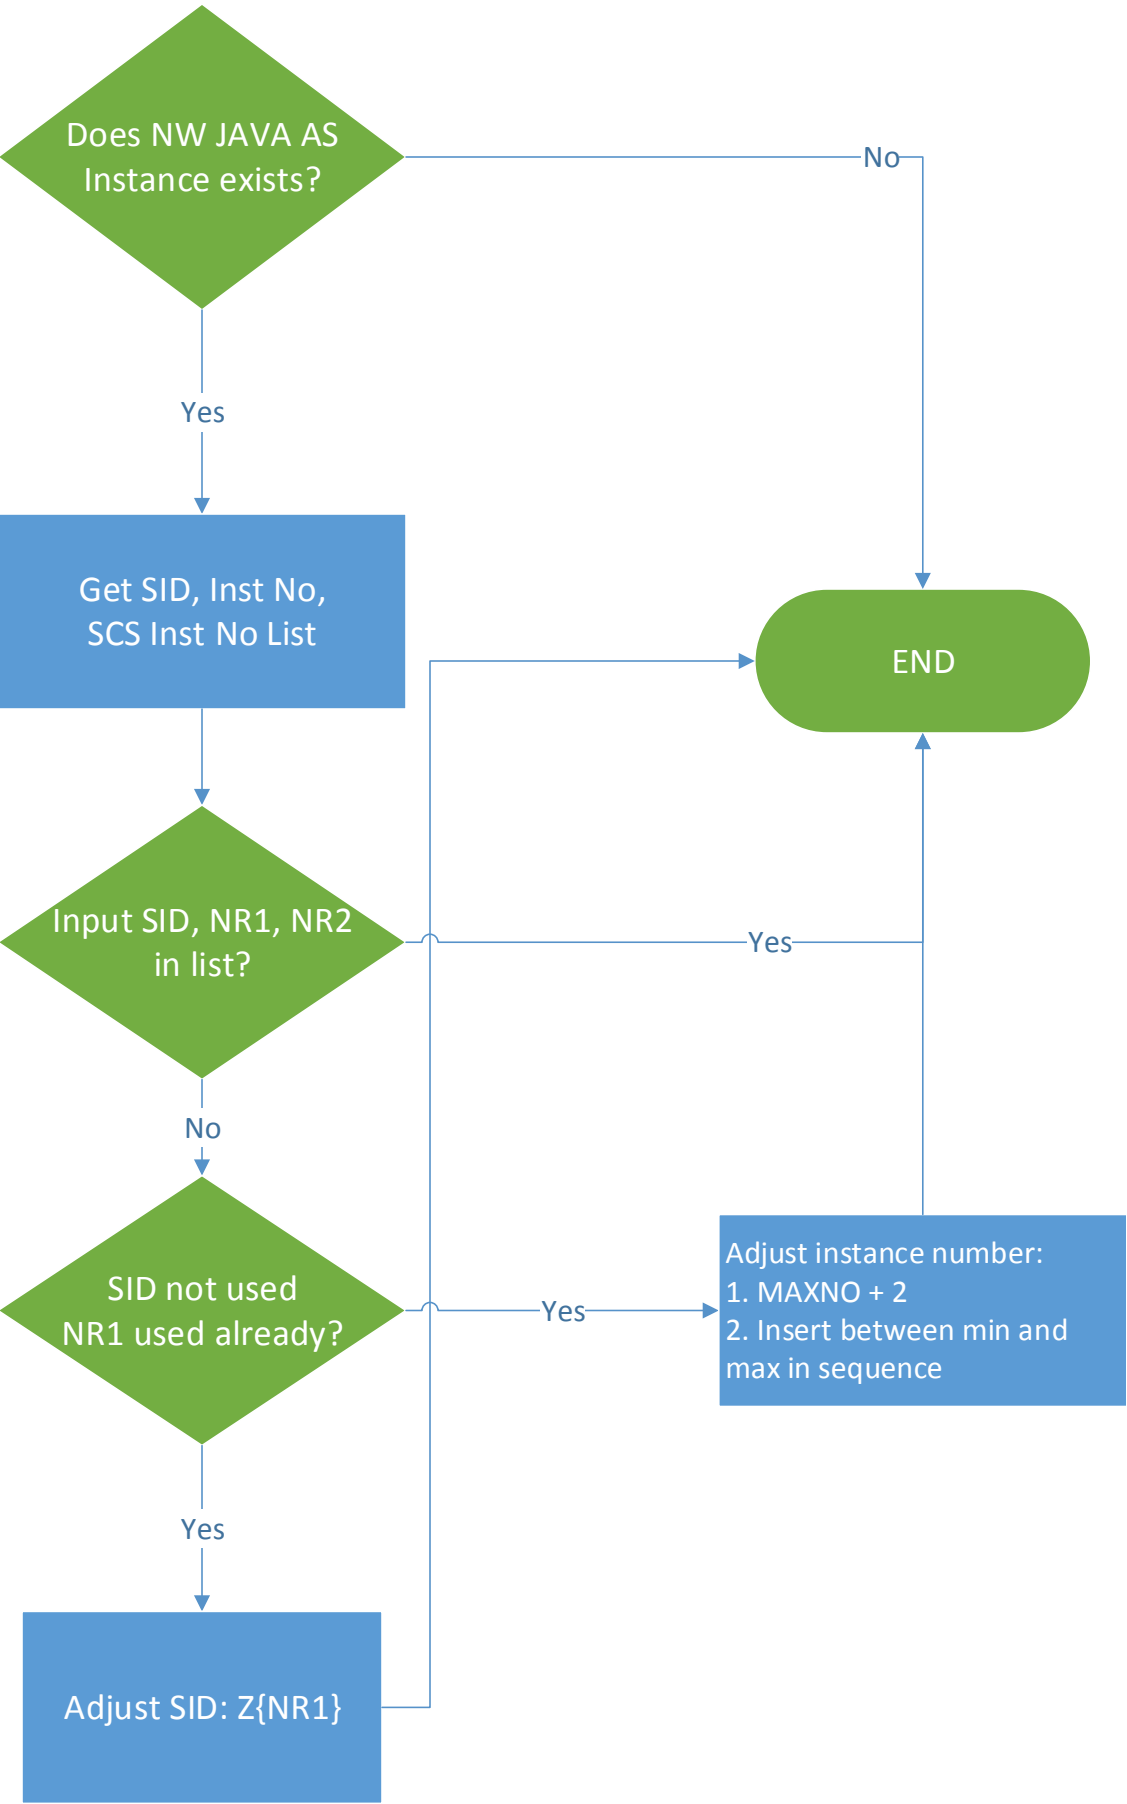 Does NW JAVA AS
Instance exists?
No
Yes
Get SID, Inst No,
SCS Inst No List
END
Input SID, NR1, NR2
in list?
Yes
No
SID not used
NR1 used already?
Yes
Adjust instance number:
1. MAXNO + 2
2. Insert between min and
max in sequence
Yes
Adjust SID: Z{NR1}